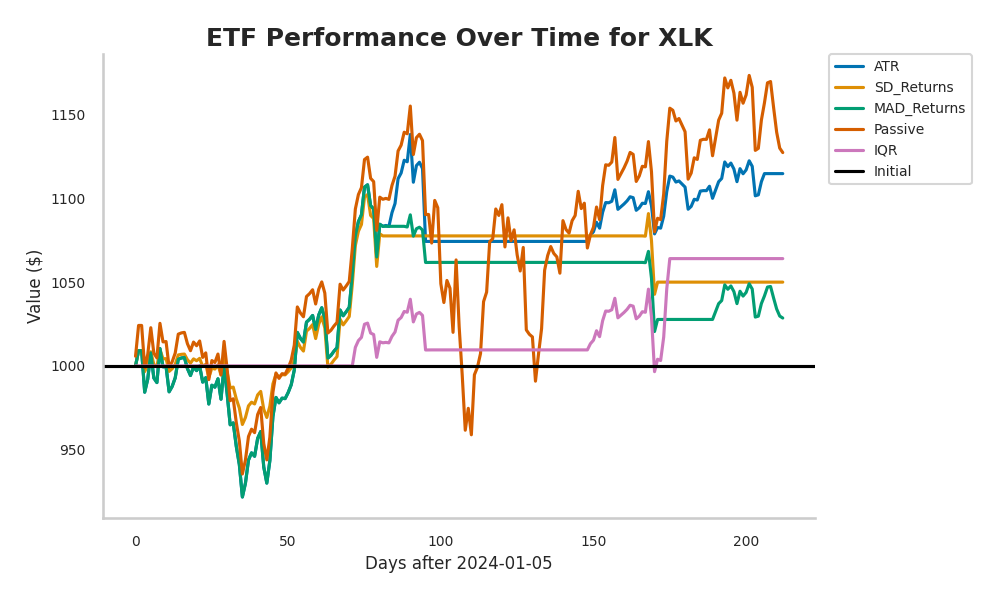 ETF Performance Over Time for XLK
ATR
SD_Returns
MAD_Returns
Passive
IQR
Initial
Value ($)
1150
1100
1050
1000
950
0 50 100 150 200
Days after 2024-01-05